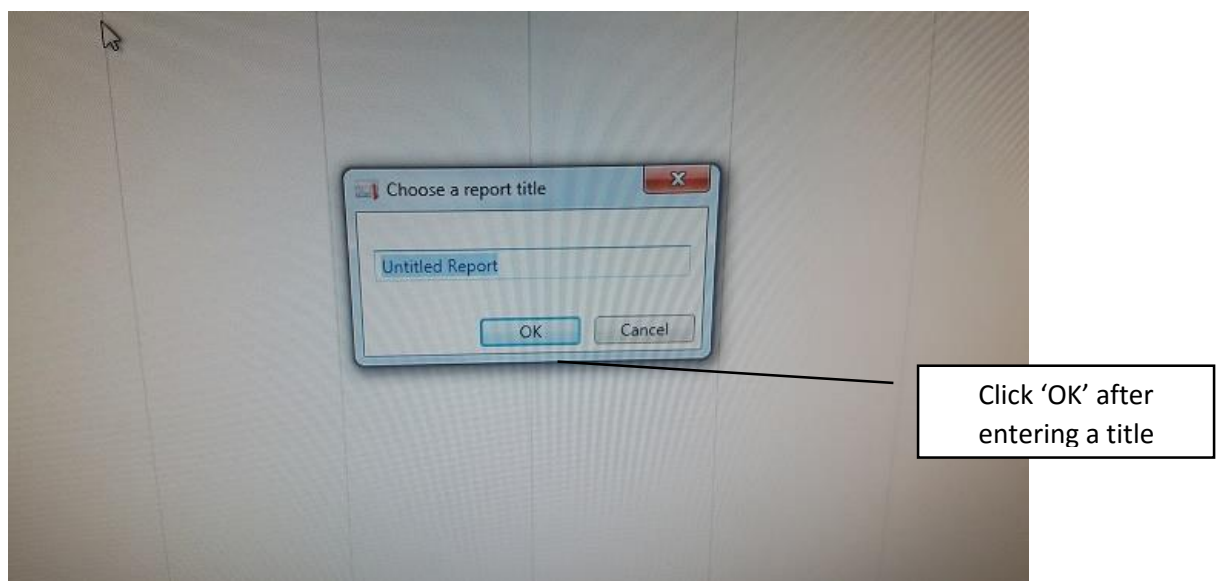 Choose a report title
Untitled Report
OK Cancel
Click ‘OK’ after
entering a title